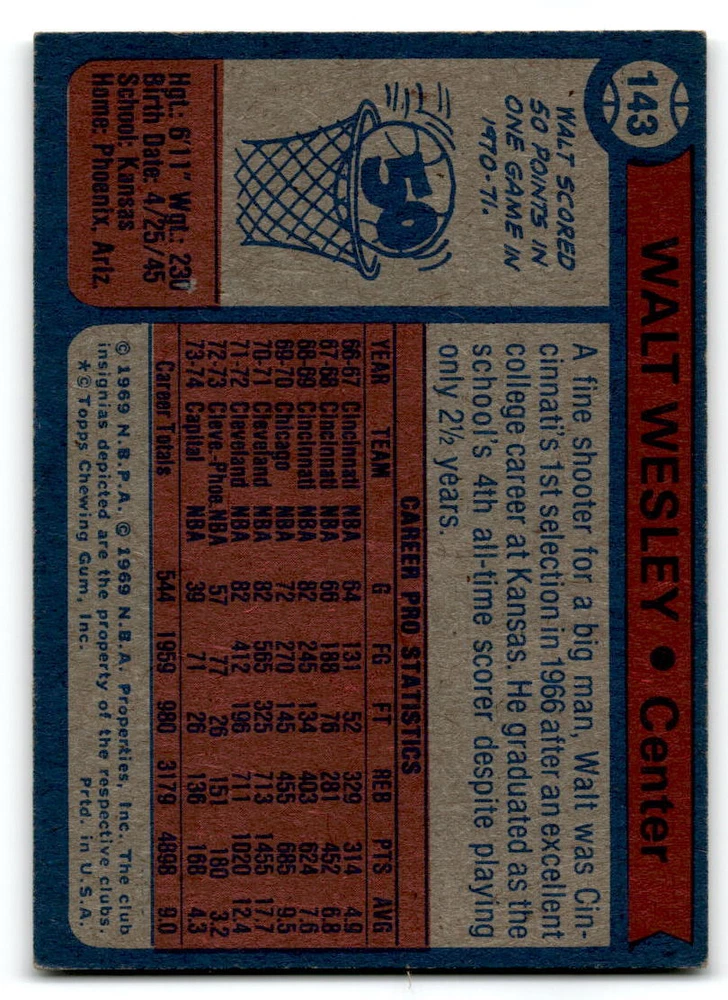 143
WALT WESLEY • Center
WALT SCORED
50 POINTS IN
ONE GAME IN
1970-71.
50
Hgt.: 6'11" Wgt.: 230
Birth Date: 4/25/45
School: Kansas
Home: Phoenix, Ariz.
A fine shooter for a big man, Walt was Cin-
cinnati's 1st selection in 1966 after an excellent
college career at Kansas. He graduated as the
school's 4th all-time scorer despite playing
only 2½ years.
CAREER PRO STATISTICS
YEAR TEAM G FG FT REB PTS AVG
66-67 Cincinnati NBA 64 131 52 329 314 4.9
67-68 Cincinnati NBA 66 188 76 281 452 6.8
68-69 Cincinnati NBA 82 245 134 403 624 7.6
69-70 Chicago NBA 72 270 145 455 685 9.5
70-71 Cleveland NBA 82 565 325 713 1455 17.7
71-72 Cleveland NBA 82 412 196 711 1020 12.4
72-73 Cleve-Phoe. NBA 57 77 26 151 180 3.2
73-74 Capital NBA 39 71 26 136 168 4.3
Career Totals 544 1959 980 3179 4898 9.0
© 1969 N.B.P.A. © 1969 N.B.A. Properties, Inc., The club
insignias depicted are the property of the respective clubs.
*© Topps Chewing Gum, Inc. Prtd. in U.S.A.